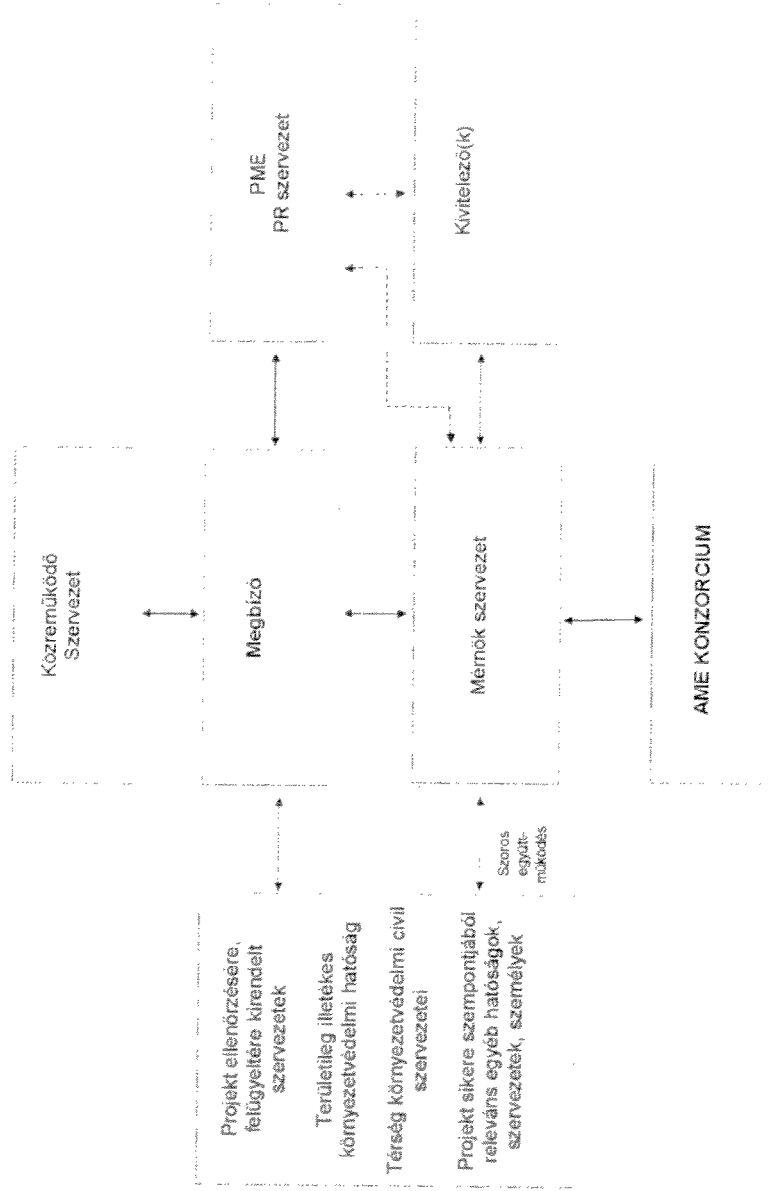 Közreműködő
Szervezet
Megbízó
PME
PR szervezet
Projekt ellenőrzésére,
felügyeltére kirendelt
szervezetek
Területileg illetékes
környezetvédelmi hatóság
Térség környezetvédelmi civil
szervezetei
Projekt sikere szempontjából
releváns egyéb hatóságok,
szervezetek, személyek
Szoros
együtt-
működés
Mérnök szervezet
Kivitelező(k)
AME KONZORCIUM